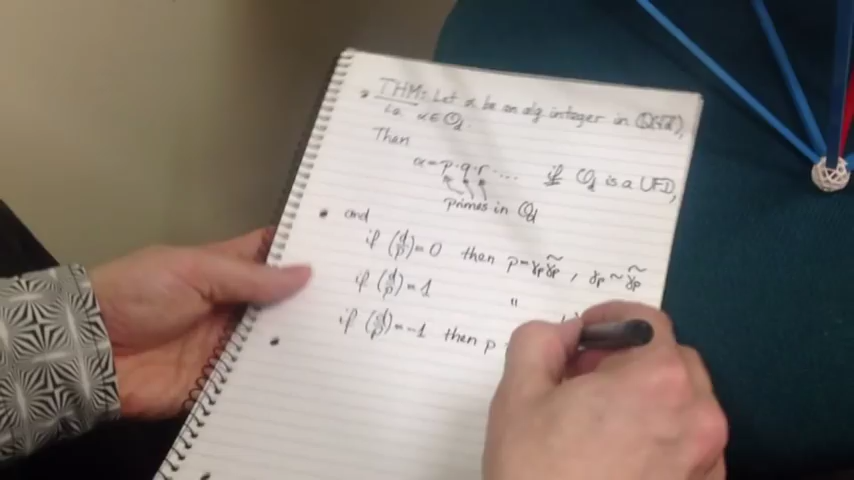 • THM: Let α be an alg integer in Q(√d),
i.e. α ∈ O_d.
Then
α = p·q·r· .... if O_d is a UFD,
primes in O_d
• and
if (d/p) = 0 then p = γ_p γ̃_p , γ_p ~ γ̃_p
if (d/p) = 1 "
if (d/p) = -1 then p